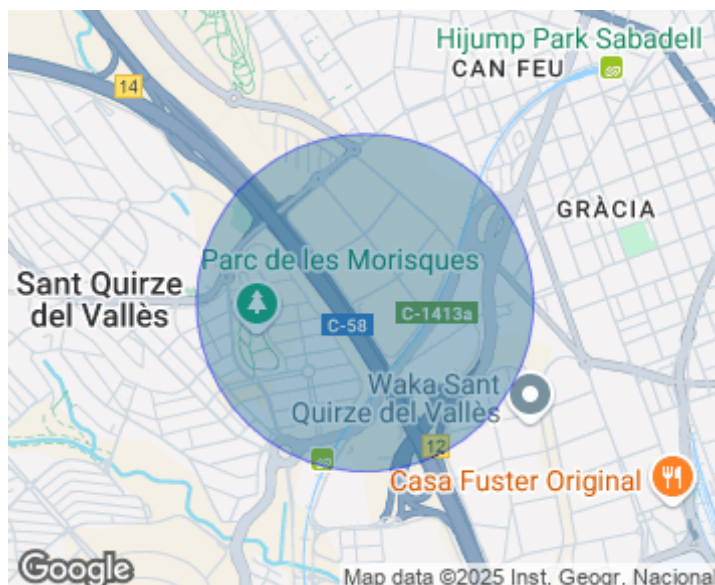 Hijump Park Sabadell
CAN FEU
14
GRÀCIA
Parc de les Morisques
Sant Quirze
del Vallès
C-58
C-1413a
Waka Sant
Quirze del Vallès
12
Casa Fuster Original
Google
Map data ©2025 Inst. Geogr. Nacional